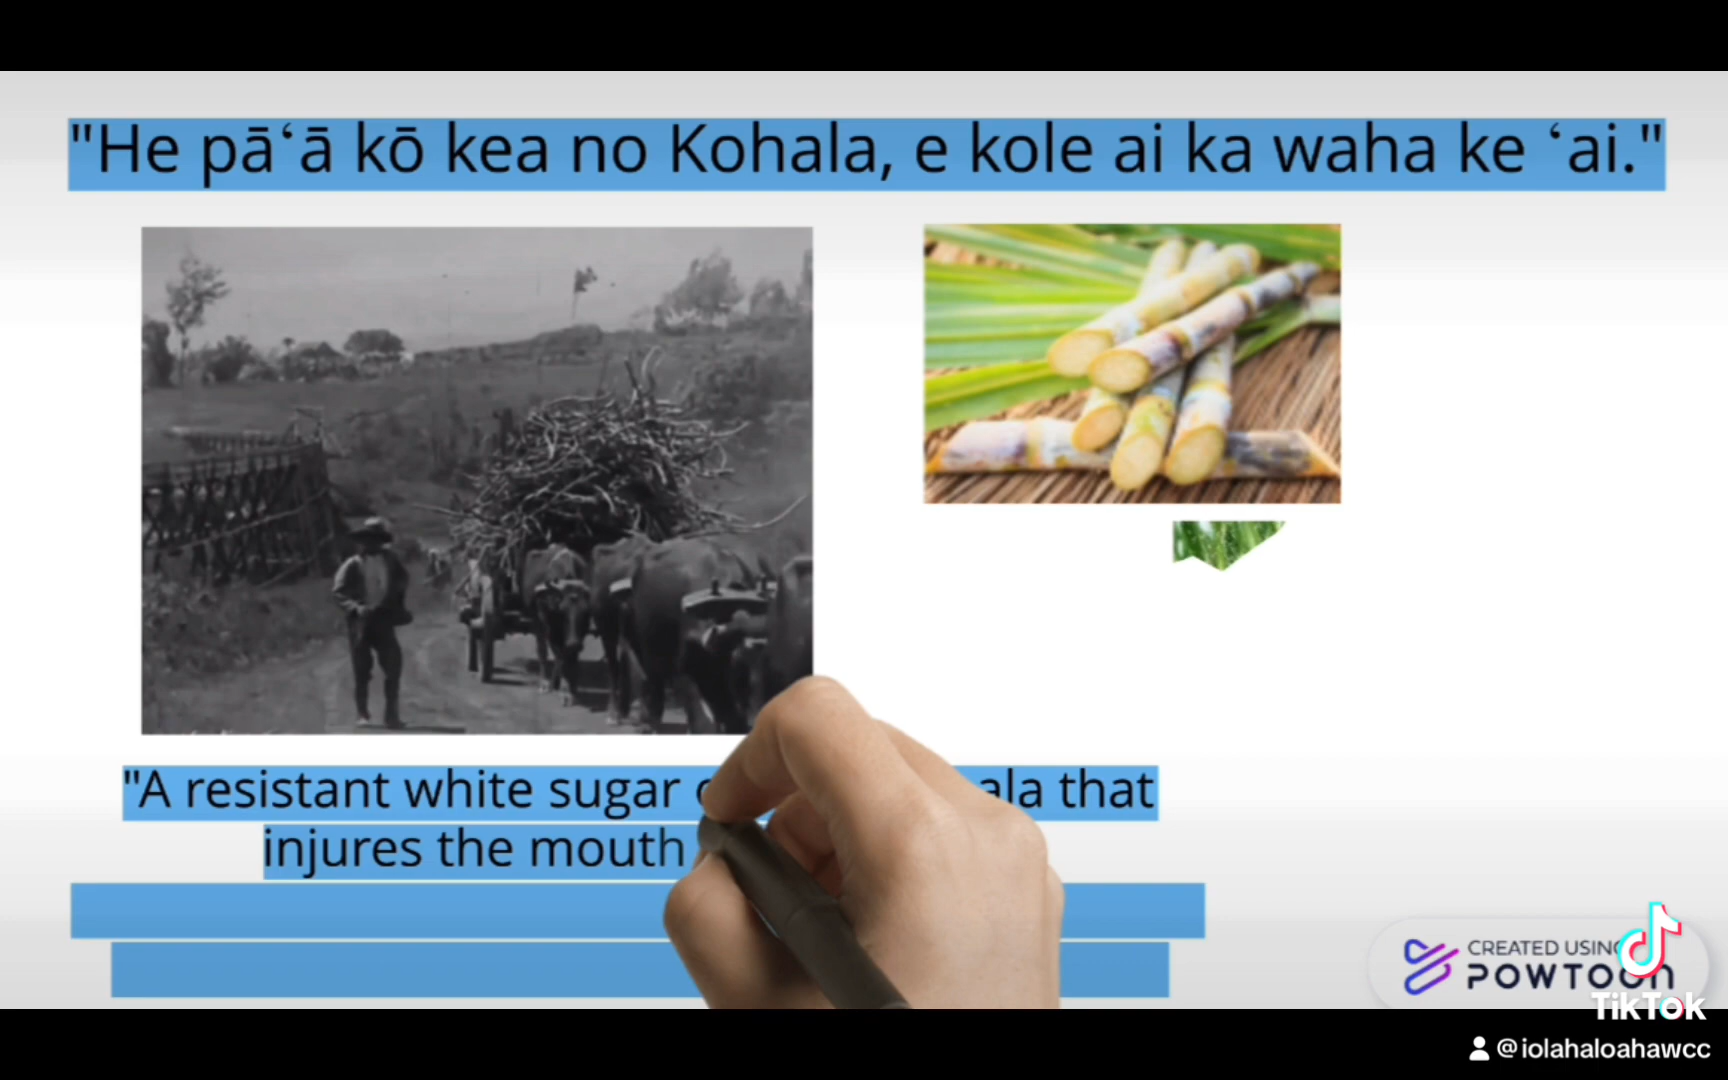 "He pāʻā kō kea no Kohala, e kole ai ka waha ke ʻai."
"A resistant white sugar ala that
injures the mouth
CREATED USING
POWTOON
TikTok
@iolahaloahawcc